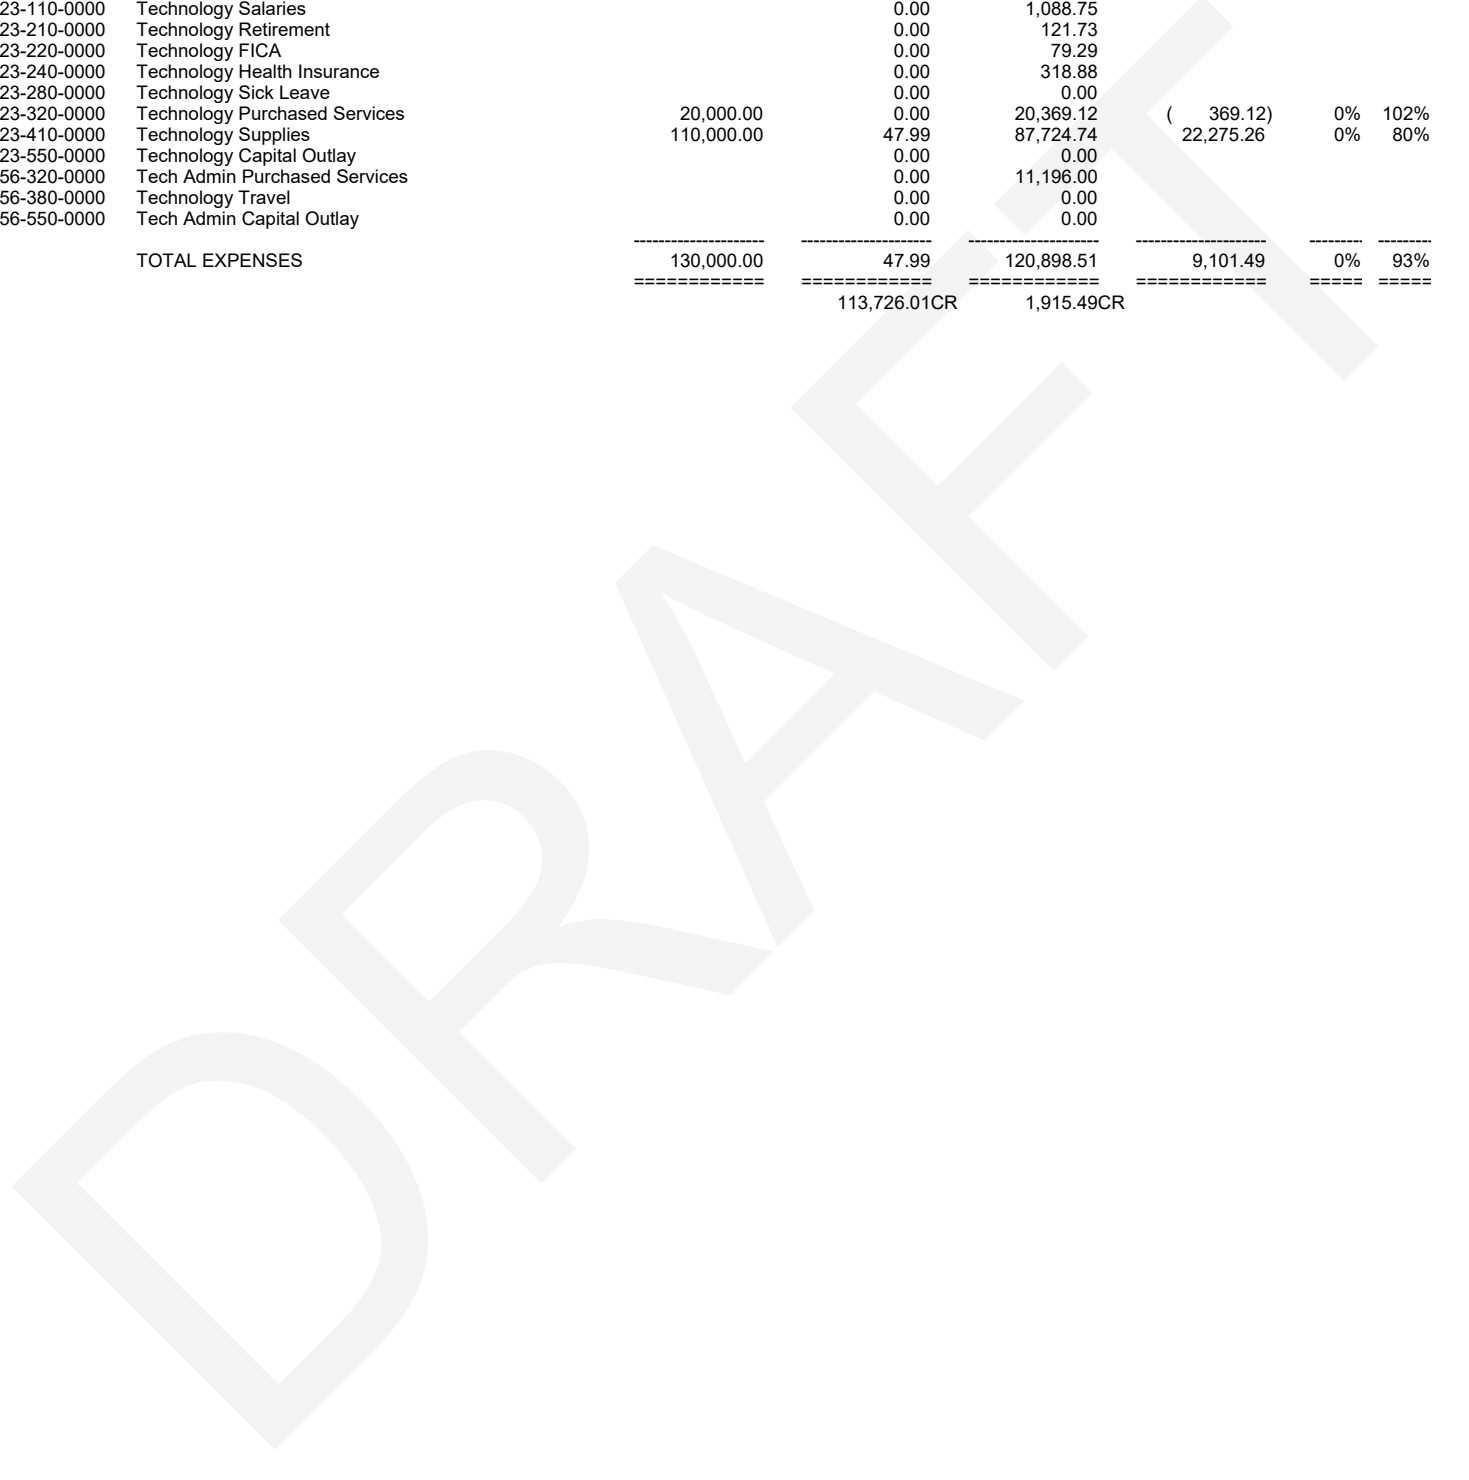 23-110-0000 Technology Salaries 0.00 1,088.75
23-210-0000 Technology Retirement 0.00 121.73
23-220-0000 Technology FICA 0.00 79.29
23-240-0000 Technology Health Insurance 0.00 318.88
23-280-0000 Technology Sick Leave 0.00 0.00
23-320-0000 Technology Purchased Services 20,000.00 0.00 20,369.12 ( 369.12) 0% 102%
23-410-0000 Technology Supplies 110,000.00 47.99 87,724.74 22,275.26 0% 80%
23-550-0000 Technology Capital Outlay 0.00 0.00
56-320-0000 Tech Admin Purchased Services 0.00 11,196.00
56-380-0000 Technology Travel 0.00 0.00
56-550-0000 Tech Admin Capital Outlay 0.00 0.00
--------------------- --------------------- --------------------- --------------------- -------- --------
TOTAL EXPENSES 130,000.00 47.99 120,898.51 9,101.49 0% 93%
============ ============ ============ ============ ===== =====
113,726.01CR 1,915.49CR
DRAFT